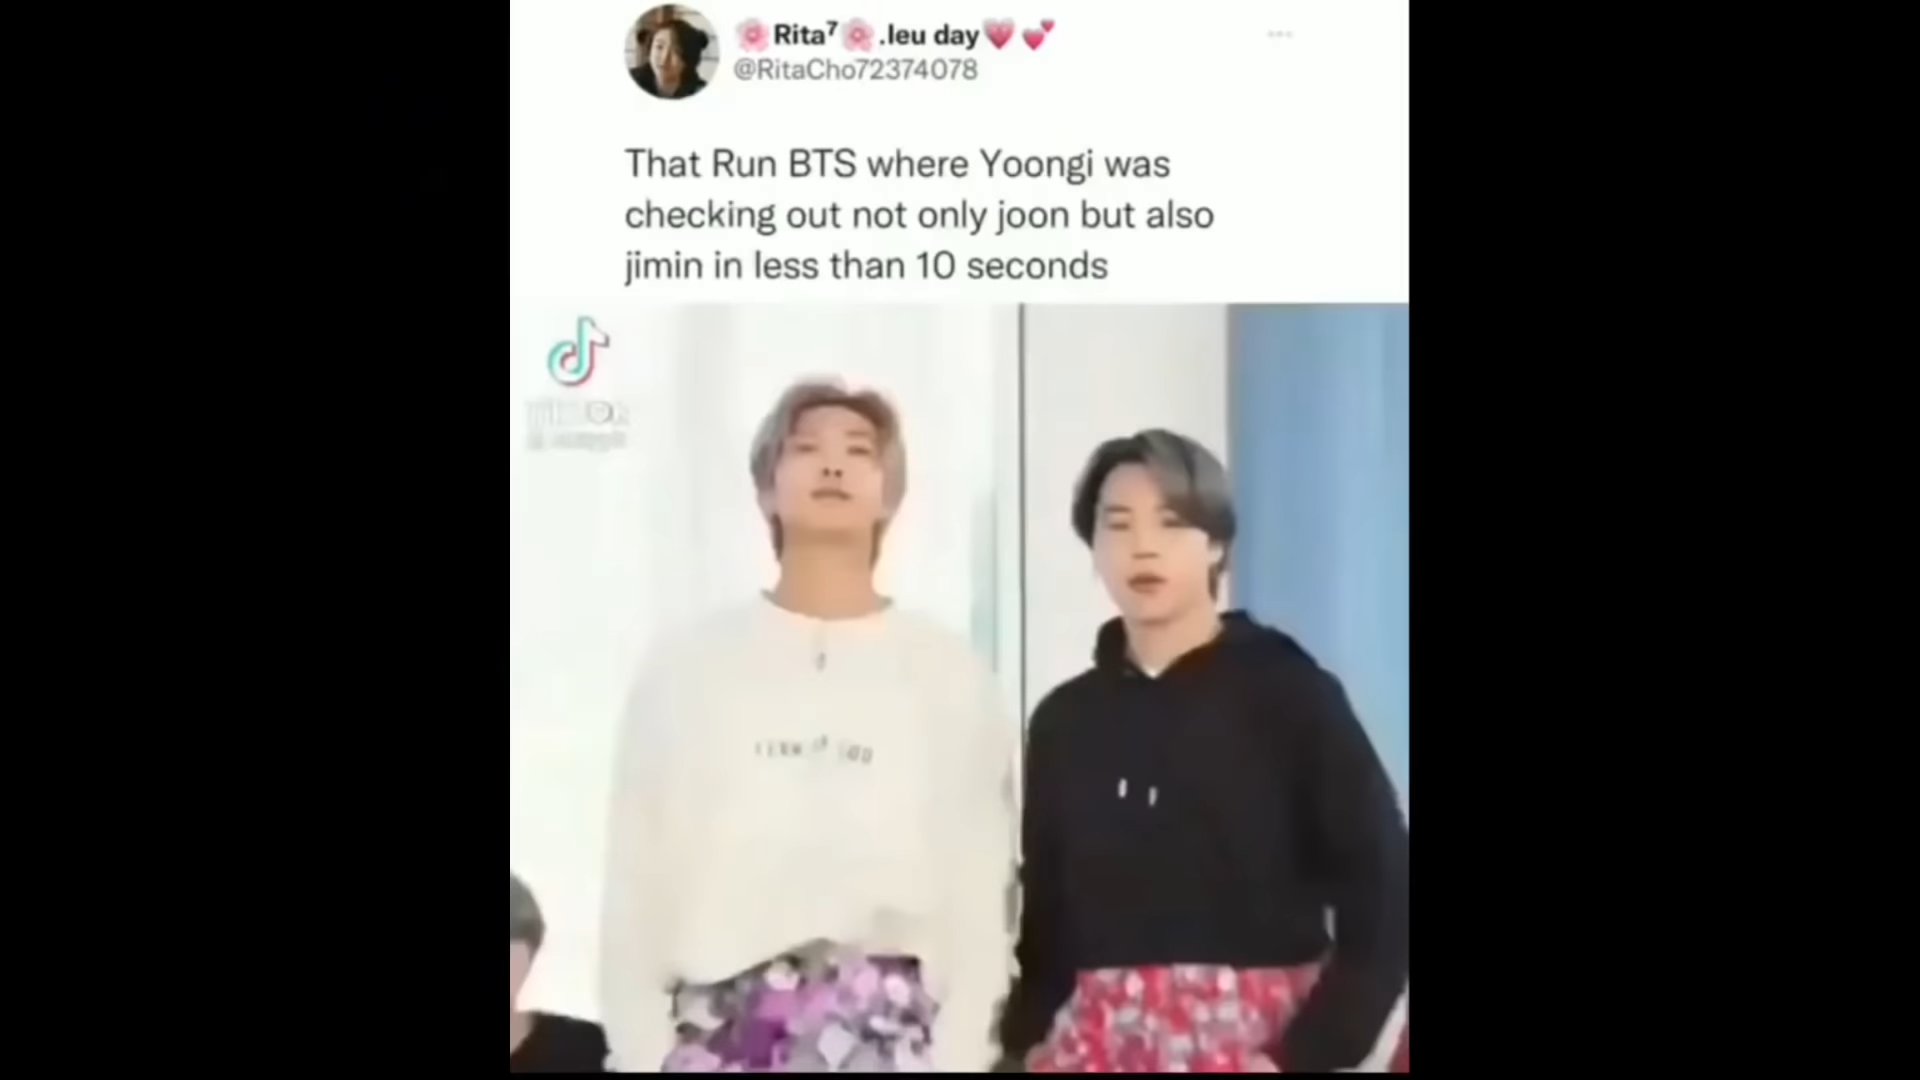 🌸Rita⁷🌸.leu day💗💕
@RitaCho72374078
That Run BTS where Yoongi was
checking out not only joon but also
jimin in less than 10 seconds